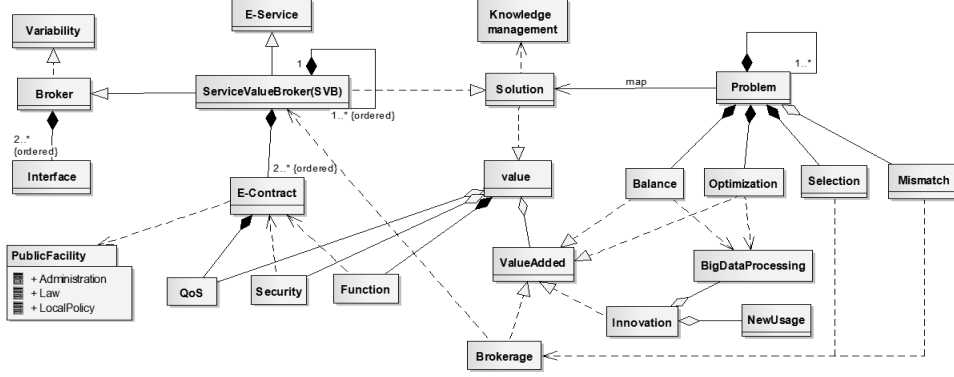 E-Service
Knowledge
management
Variability
1
Broker
ServiceValueBroker(SVB)
Solution
map
Problem
1..*
1..* {ordered}
2..*
{ordered}
Interface
2..* {ordered}
E-Contract
value
Balance
Optimization
Selection
Mismatch
PublicFacility
+ Administration
+ Law
+ LocalPolicy
QoS
Security
Function
ValueAdded
BigDataProcessing
Innovation
NewUsage
Brokerage